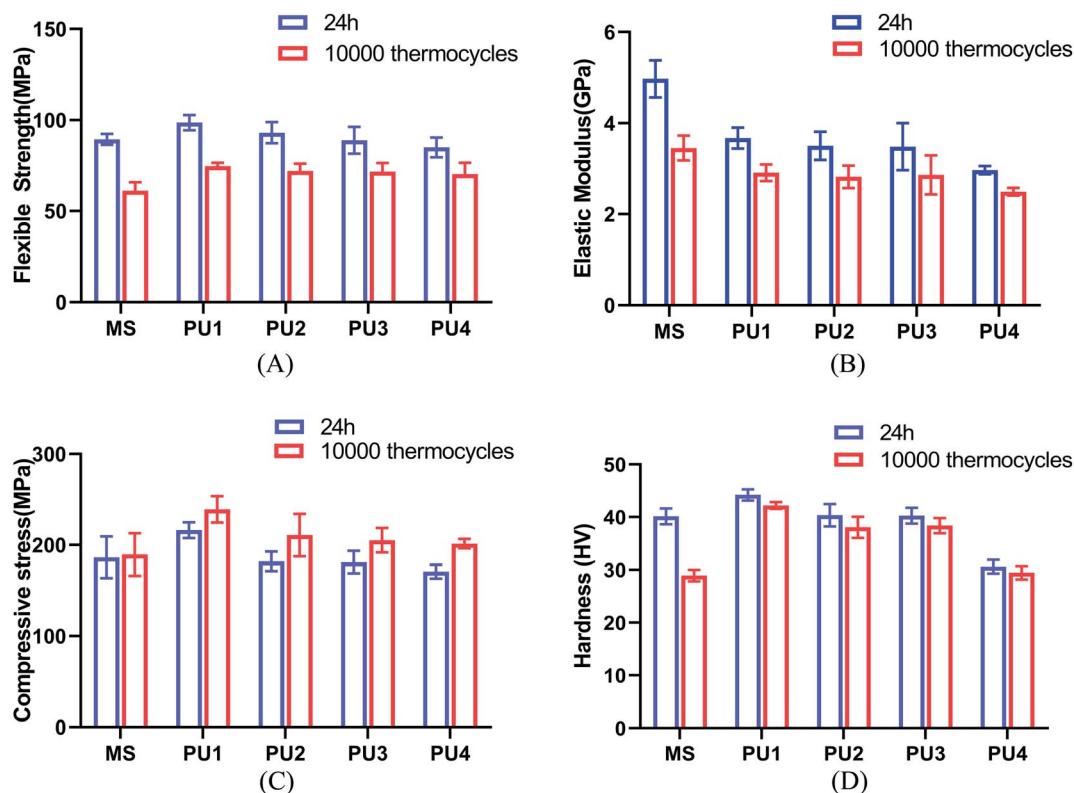 24h
10000 thermocycles
Flexible Strength(MPa)
150
100
50
0
MS PU1 PU2 PU3 PU4
(A)
24h
10000 thermocycles
Elastic Modulus(GPa)
6
4
2
0
MS PU1 PU2 PU3 PU4
(B)
24h
10000 thermocycles
Compressive stress(MPa)
300
200
100
0
MS PU1 PU2 PU3 PU4
(C)
24h
10000 thermocycles
Hardness (HV)
50
40
30
20
10
0
MS PU1 PU2 PU3 PU4
(D)